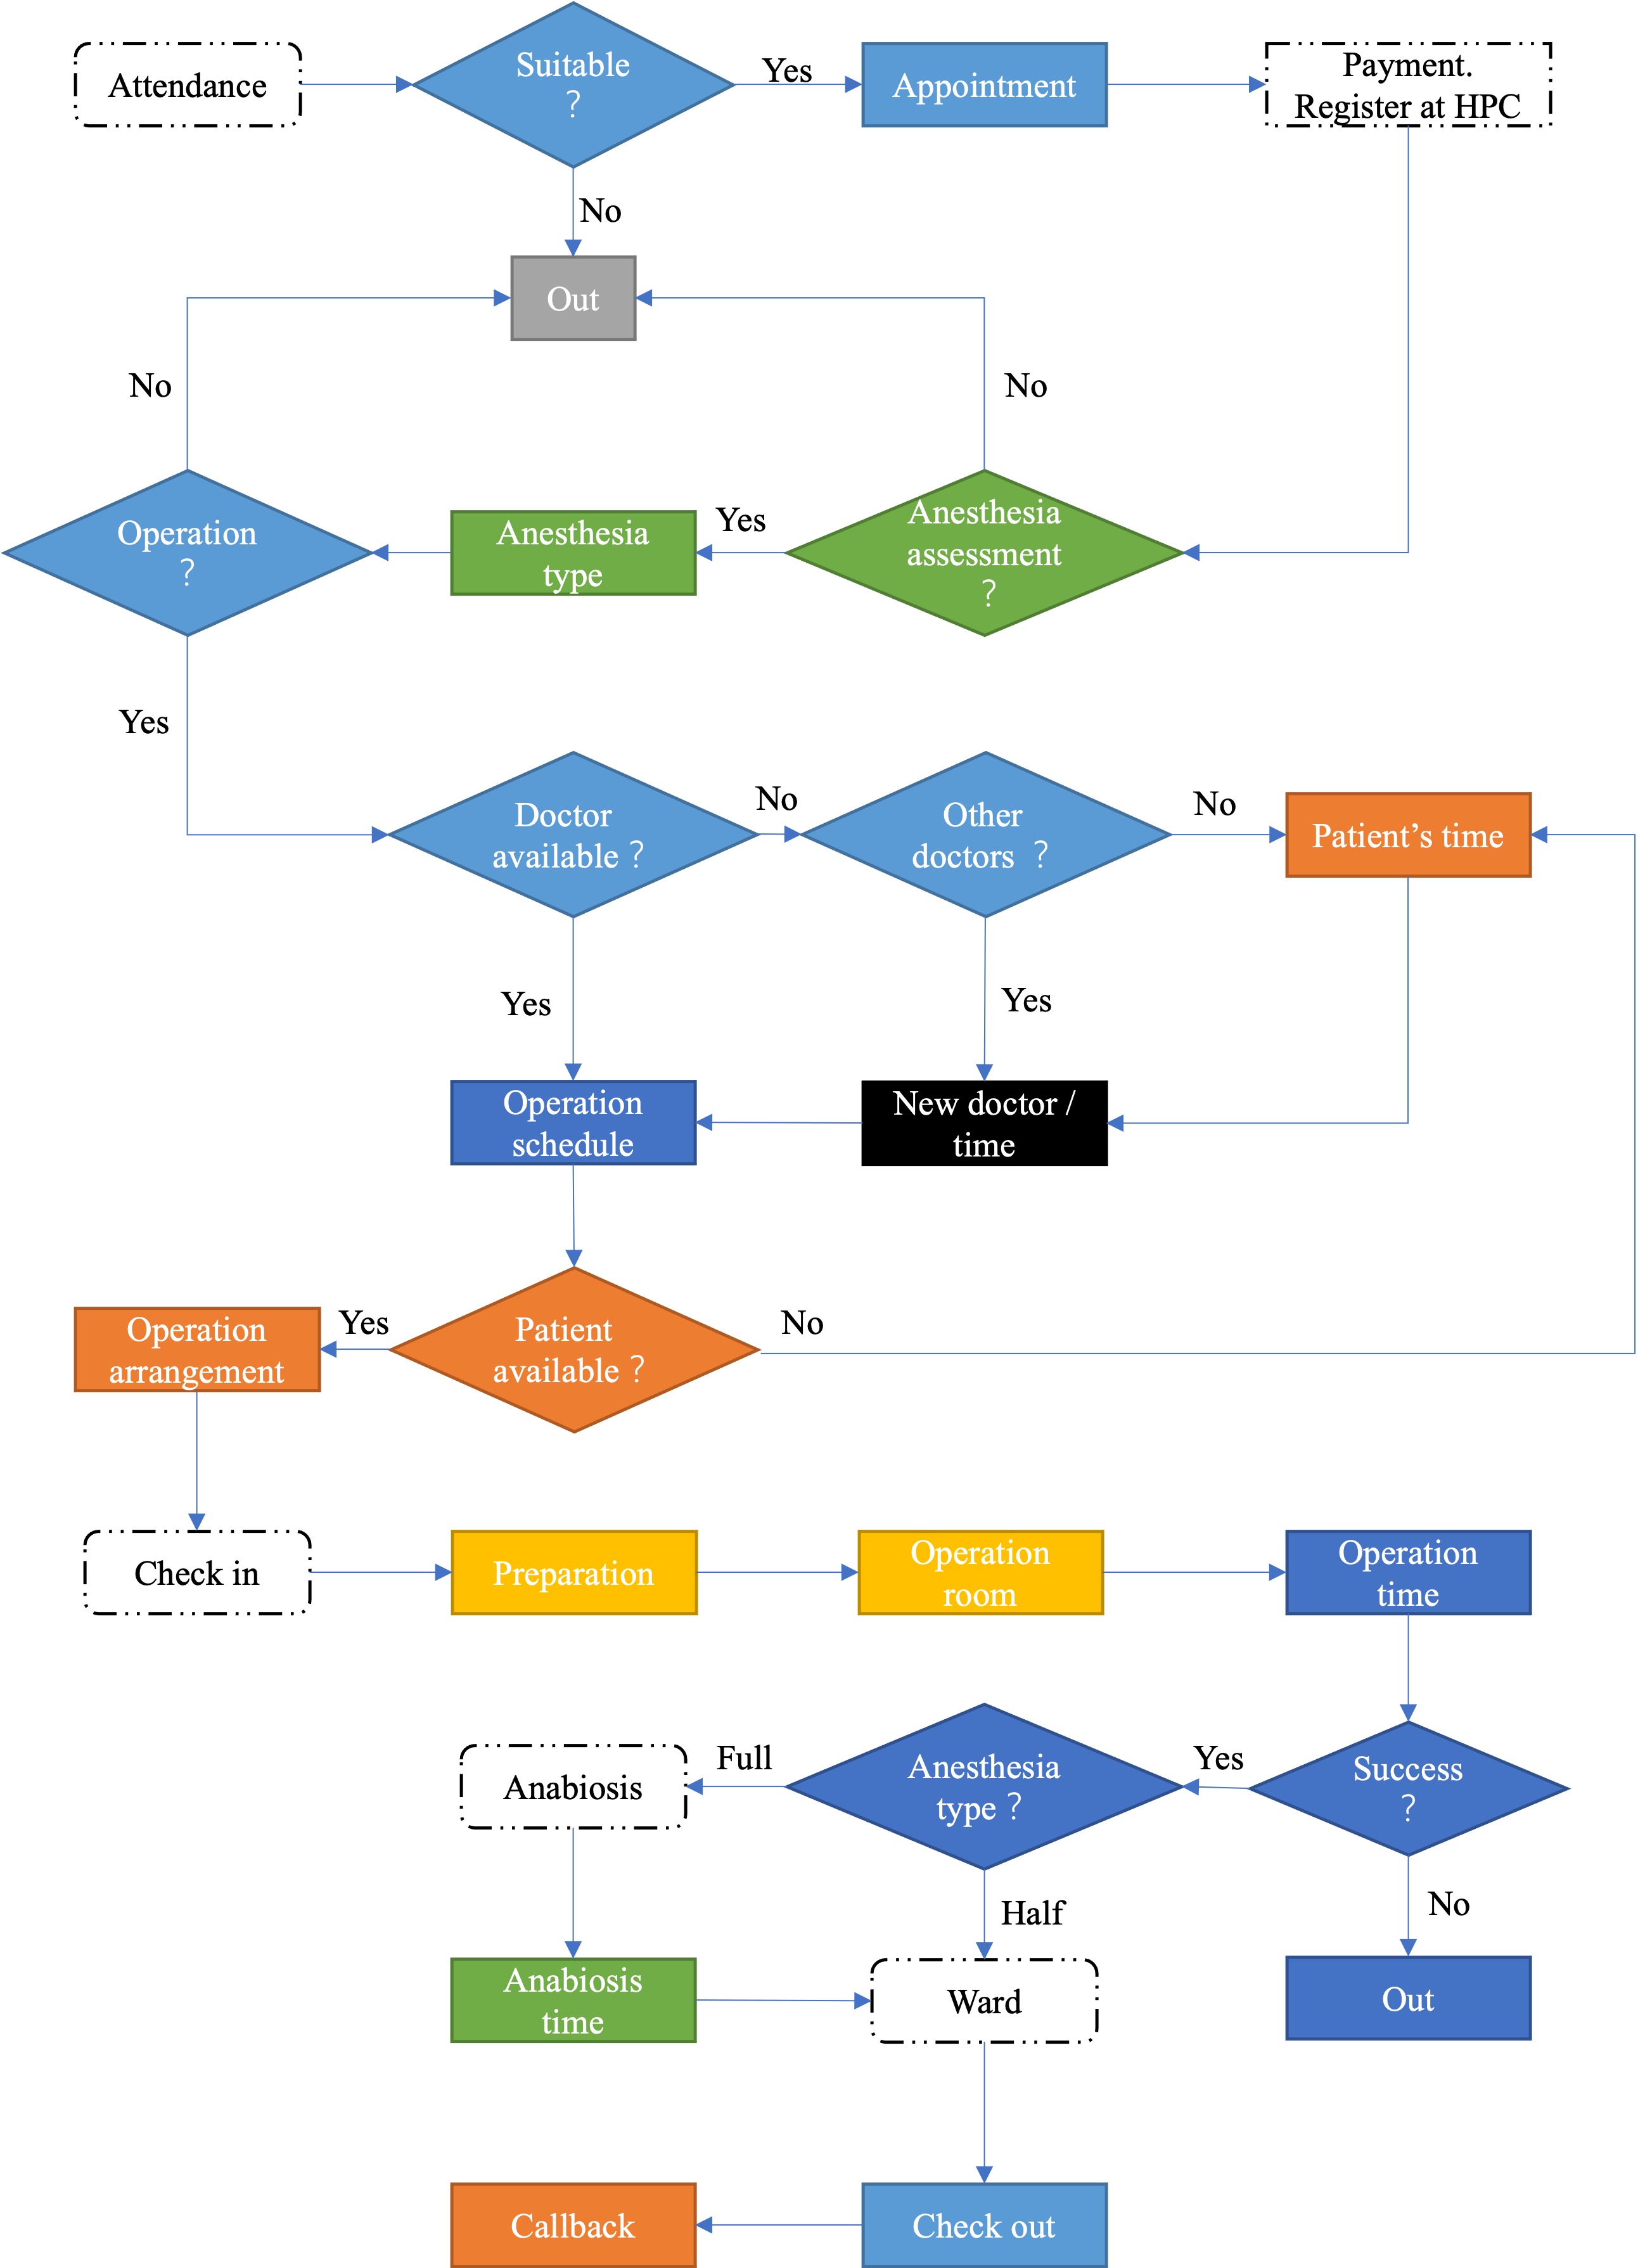 Attendance
Suitable
？
Yes
Appointment
Payment.
Register at HPC
No
Out
No
No
Operation
？
Anesthesia
type
Yes
Anesthesia
assessment
？
Yes
Doctor
available？
No
Other
doctors ？
No
Patient’s time
Yes
Yes
Operation
schedule
New doctor /
time
Operation
arrangement
Yes
Patient
available？
No
Check in
Preparation
Operation
room
Operation
time
Anabiosis
Full
Anesthesia
type？
Yes
Success
？
Half
No
Anabiosis
time
Ward
Out
Callback
Check out